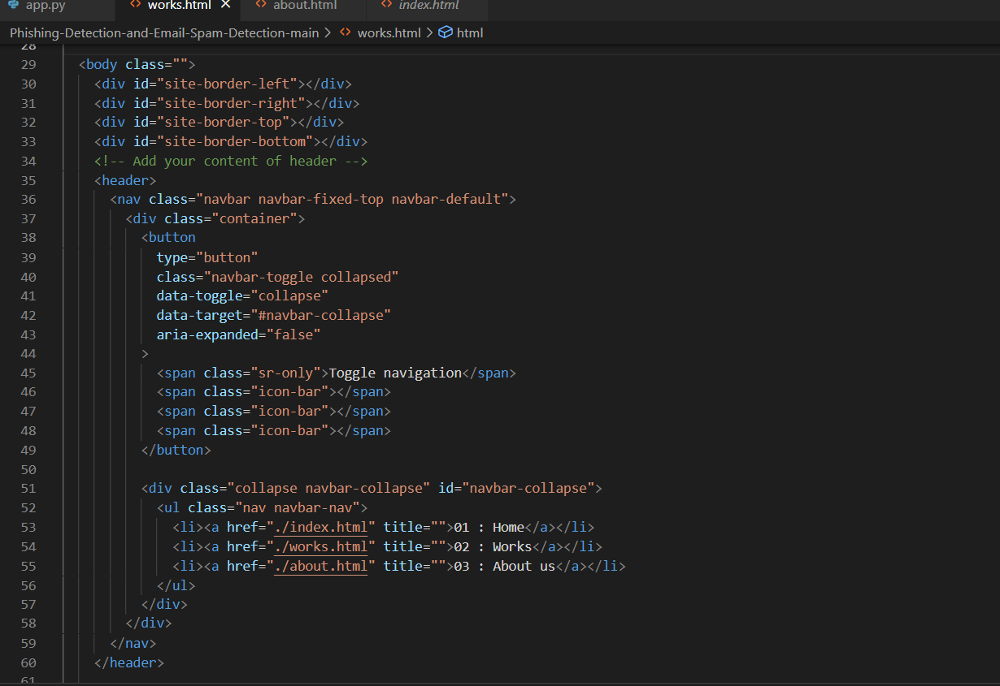 app.py works.html about.html index.html
Phishing-Detection-and-Email-Spam-Detection-main > works.html > html
28
29 <body class="">
30 <div id="site-border-left"></div>
31 <div id="site-border-right"></div>
32 <div id="site-border-top"></div>
33 <div id="site-border-bottom"></div>
34 <!-- Add your content of header -->
35 <header>
36 <nav class="navbar navbar-fixed-top navbar-default">
37 <div class="container">
38 <button
39 type="button"
40 class="navbar-toggle collapsed"
41 data-toggle="collapse"
42 data-target="#navbar-collapse"
43 aria-expanded="false"
44 >
45 <span class="sr-only">Toggle navigation</span>
46 <span class="icon-bar"></span>
47 <span class="icon-bar"></span>
48 <span class="icon-bar"></span>
49 </button>
50
51 <div class="collapse navbar-collapse" id="navbar-collapse">
52 <ul class="nav navbar-nav">
53 <li><a href="./index.html" title="">01 : Home</a></li>
54 <li><a href="./works.html" title="">02 : Works</a></li>
55 <li><a href="./about.html" title="">03 : About us</a></li>
56 </ul>
57 </div>
58 </div>
59 </nav>
60 </header>
61